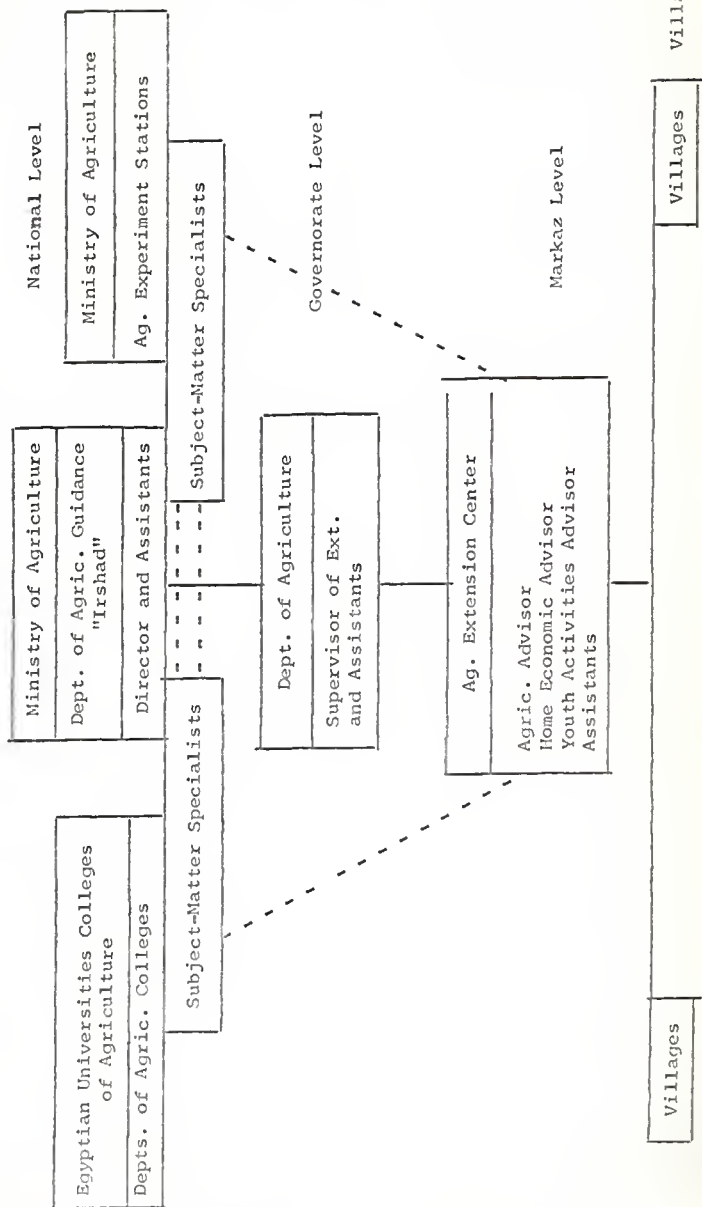 National Level
Egyptian Universities Colleges
of Agriculture
Depts. of Agric. Colleges
Ministry of Agriculture
Dept. of Agric. Guidance
"Irshad"
Director and Assistants
Ministry of Agriculture
Ag. Experiment Stations
Subject-Matter Specialists
Subject-Matter Specialists
Governorate Level
Dept. of Agriculture
Supervisor of Ext.
and Assistants
Markaz Level
Ag. Extension Center
Agric. Advisor
Home Economic Advisor
Youth Activities Advisor
Assistants
Villages
Villages